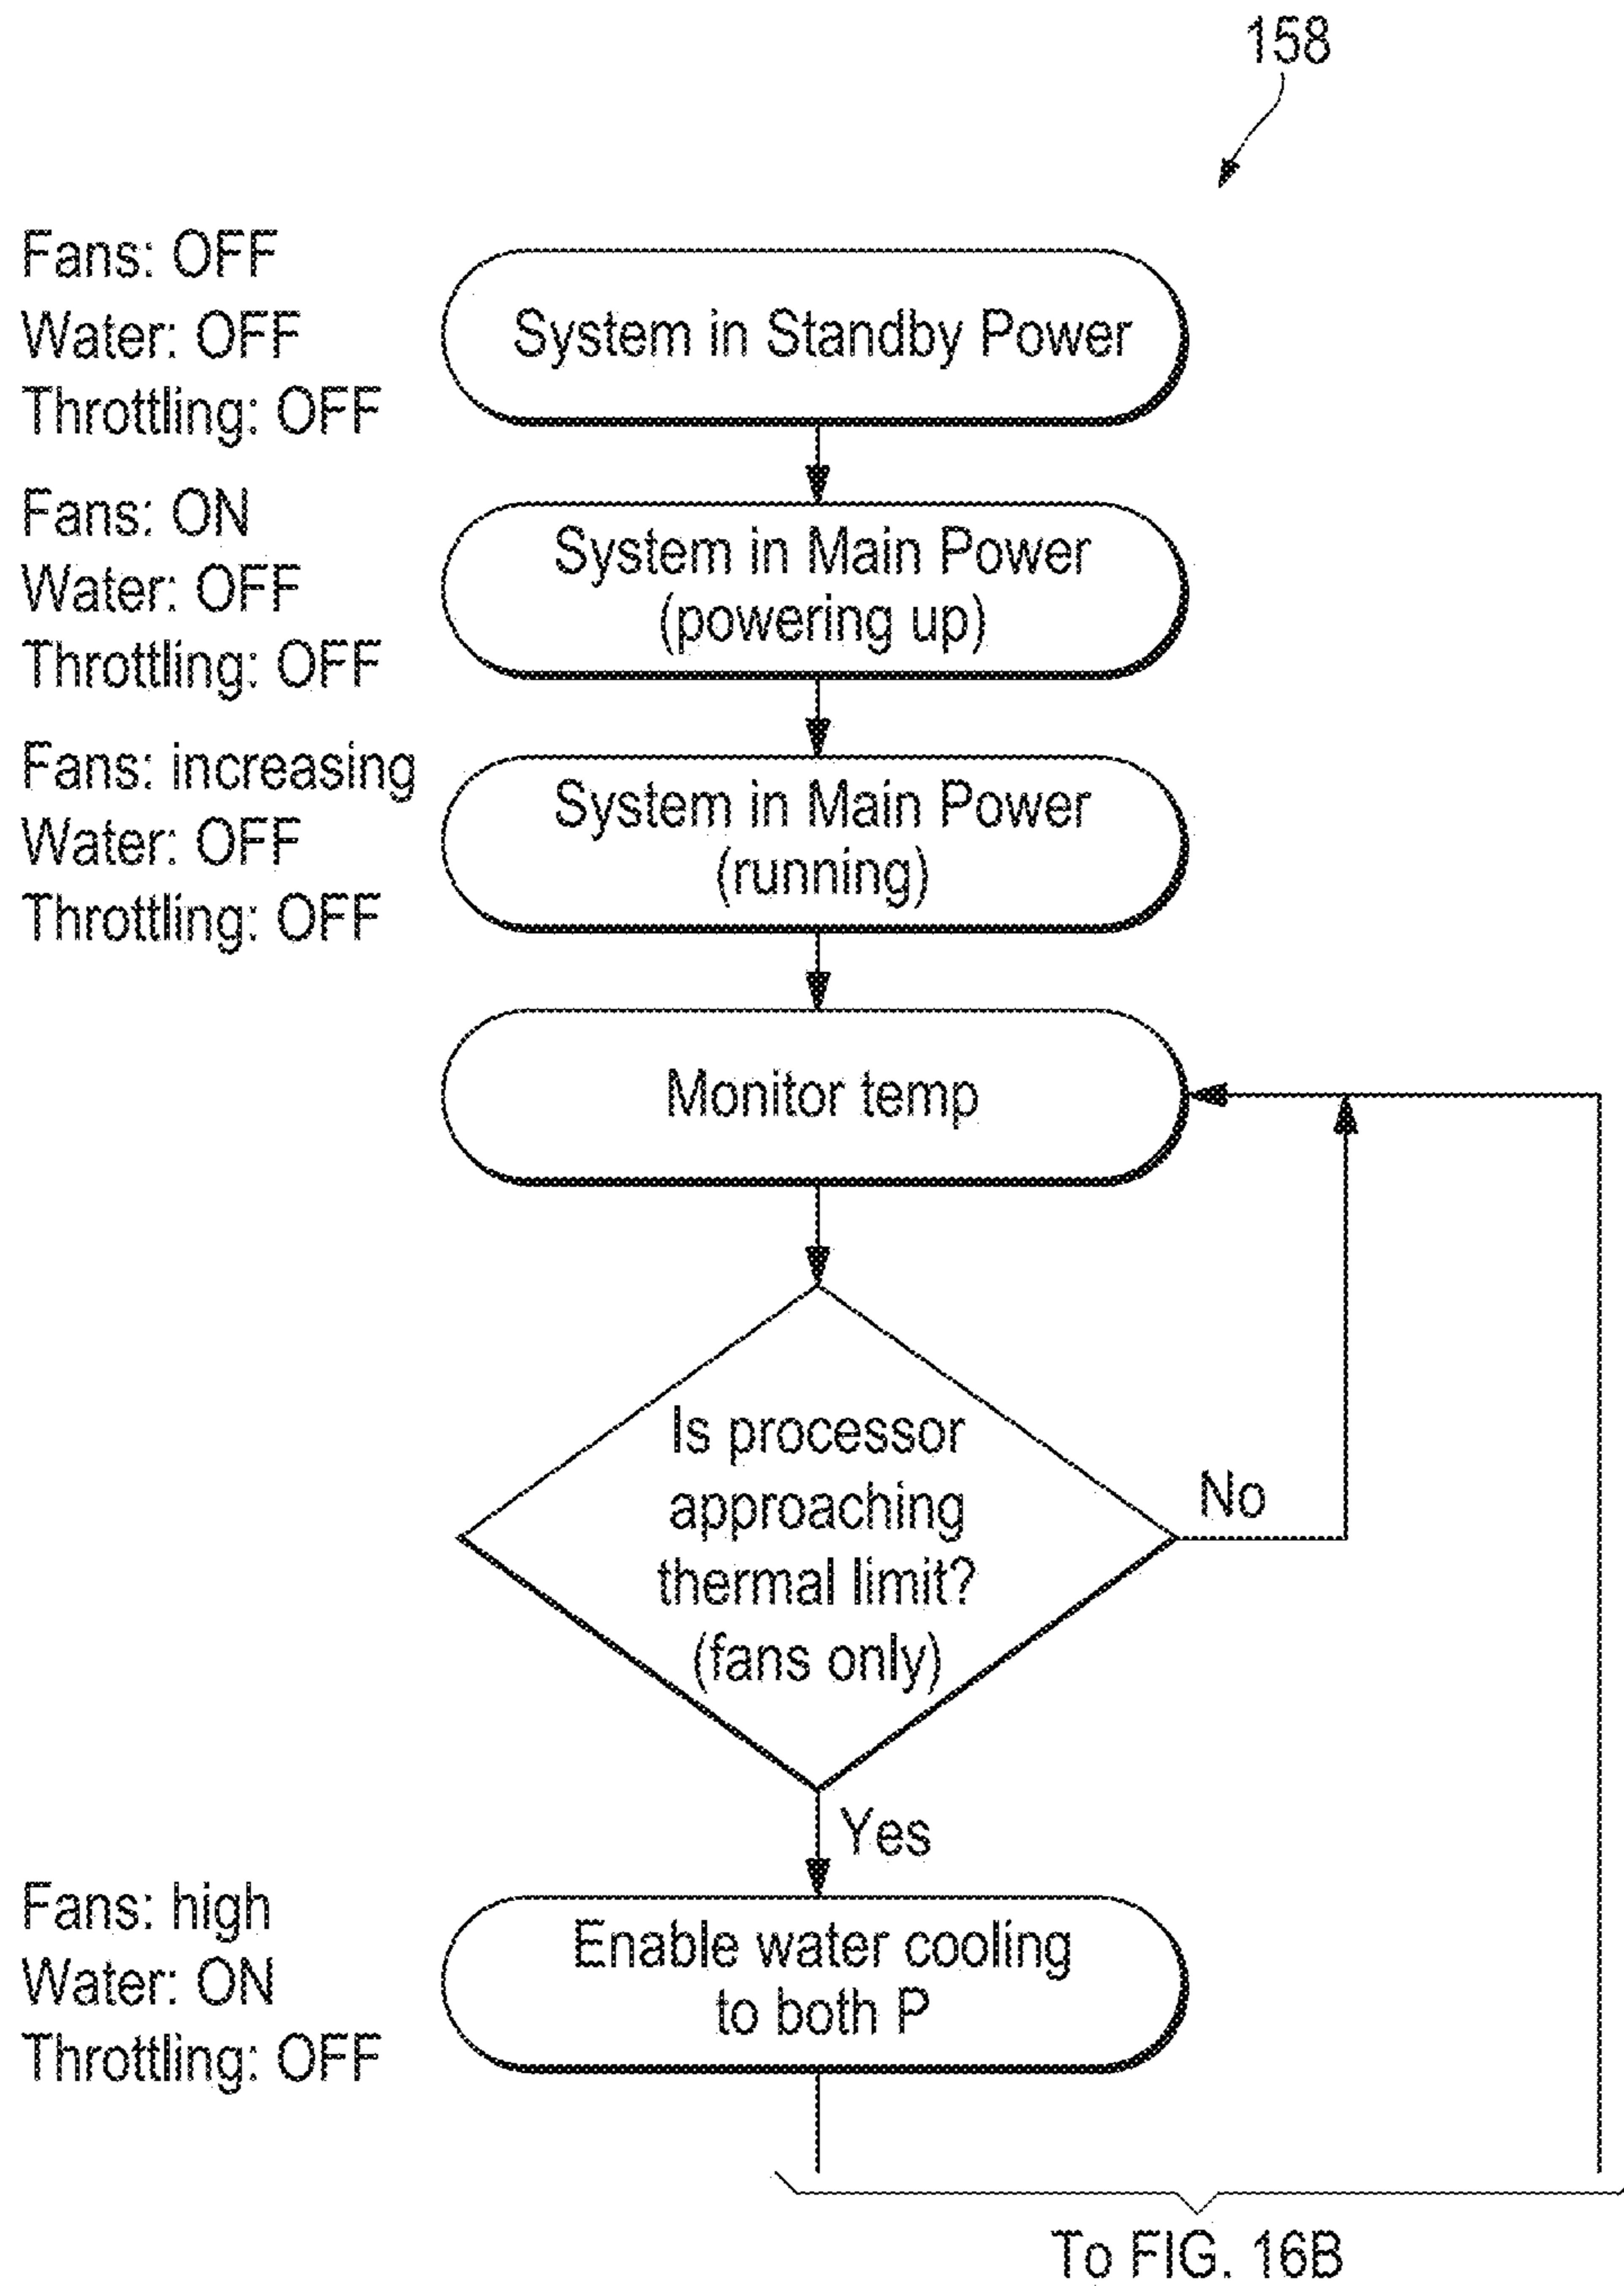 158
Fans: OFF
Water: OFF
Throttling: OFF
System in Standby Power
Fans: ON
Water: OFF
Throttling: OFF
System in Main Power
(powering up)
Fans: increasing
Water: OFF
Throttling: OFF
System in Main Power
(running)
Monitor temp
Is processor
approaching
thermal limit?
(fans only)
No
Yes
Fans: high
Water: ON
Throttling: OFF
Enable water cooling
to both P
To FIG. 16B